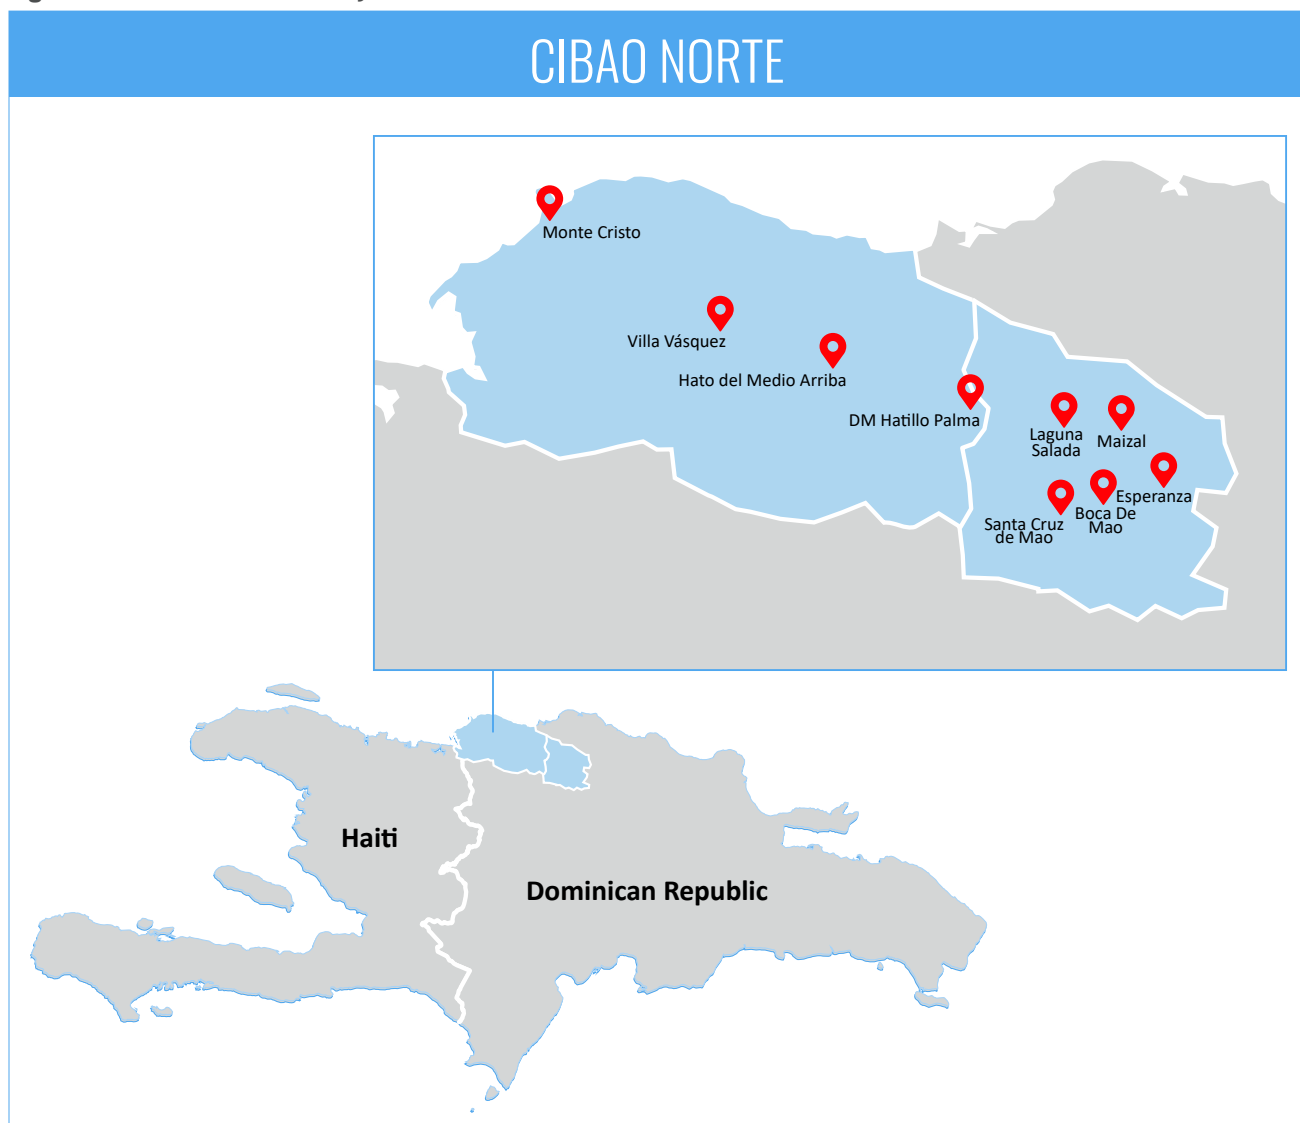 CIBAO NORTE
Monte Cristo
Villa Vásquez
Hato del Medio Arriba
DM Hatillo Palma
Laguna
Salada
Maizal
Esperanza
Santa Cruz
de Mao
Boca De
Mao
Haiti
Dominican Republic